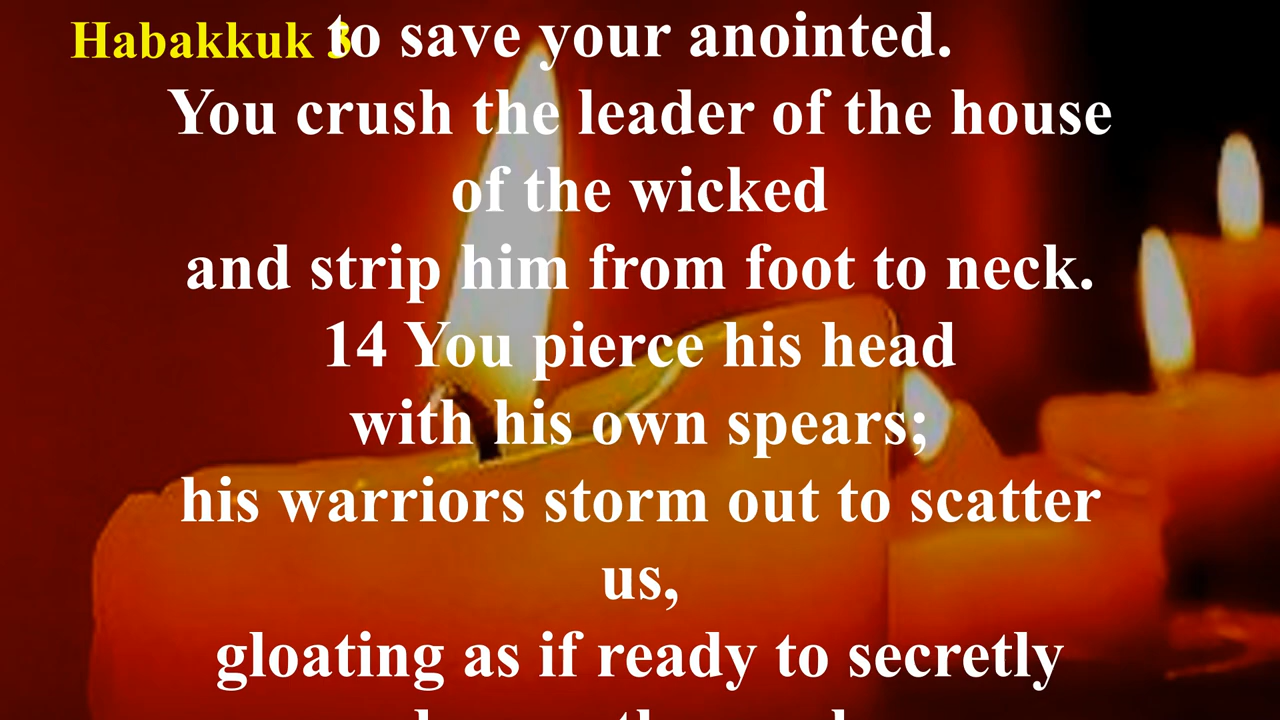 Habakkuk 3
to save your anointed.
You crush the leader of the house
of the wicked
and strip him from foot to neck.
14 You pierce his head
with his own spears;
his warriors storm out to scatter
us,
gloating as if ready to secretly